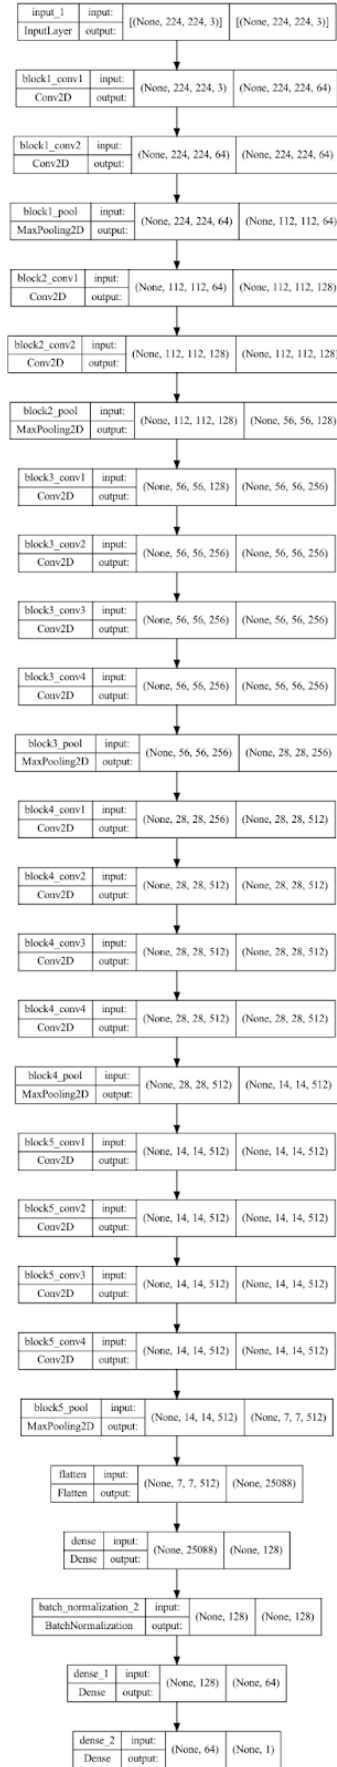 input_1 input: [(None, 224, 224, 3)] [(None, 224, 224, 3)]
InputLayer output:
block1_conv1 input: (None, 224, 224, 3) (None, 224, 224, 64)
Conv2D output:
block1_conv2 input: (None, 224, 224, 64) (None, 224, 224, 64)
Conv2D output:
block1_pool input: (None, 224, 224, 64) (None, 112, 112, 64)
MaxPooling2D output:
block2_conv1 input: (None, 112, 112, 64) (None, 112, 112, 128)
Conv2D output:
block2_conv2 input: (None, 112, 112, 128) (None, 112, 112, 128)
Conv2D output:
block2_pool input: (None, 112, 112, 128) (None, 56, 56, 128)
MaxPooling2D output:
block3_conv1 input: (None, 56, 56, 128) (None, 56, 56, 256)
Conv2D output:
block3_conv2 input: (None, 56, 56, 256) (None, 56, 56, 256)
Conv2D output:
block3_conv3 input: (None, 56, 56, 256) (None, 56, 56, 256)
Conv2D output:
block3_conv4 input: (None, 56, 56, 256) (None, 56, 56, 256)
Conv2D output:
block3_pool input: (None, 56, 56, 256) (None, 28, 28, 256)
MaxPooling2D output:
block4_conv1 input: (None, 28, 28, 256) (None, 28, 28, 512)
Conv2D output:
block4_conv2 input: (None, 28, 28, 512) (None, 28, 28, 512)
Conv2D output:
block4_conv3 input: (None, 28, 28, 512) (None, 28, 28, 512)
Conv2D output:
block4_conv4 input: (None, 28, 28, 512) (None, 28, 28, 512)
Conv2D output:
block4_pool input: (None, 28, 28, 512) (None, 14, 14, 512)
MaxPooling2D output:
block5_conv1 input: (None, 14, 14, 512) (None, 14, 14, 512)
Conv2D output:
block5_conv2 input: (None, 14, 14, 512) (None, 14, 14, 512)
Conv2D output:
block5_conv3 input: (None, 14, 14, 512) (None, 14, 14, 512)
Conv2D output:
block5_conv4 input: (None, 14, 14, 512) (None, 14, 14, 512)
Conv2D output:
block5_pool input: (None, 14, 14, 512) (None, 7, 7, 512)
MaxPooling2D output:
flatten input: (None, 7, 7, 512) (None, 25088)
Flatten output:
dense input: (None, 25088) (None, 128)
Dense output:
batch_normalization_2 input: (None, 128) (None, 128)
BatchNormalization output:
dense_1 input: (None, 128) (None, 64)
Dense output:
dense_2 input: (None, 64) (None, 1)
Dense output: